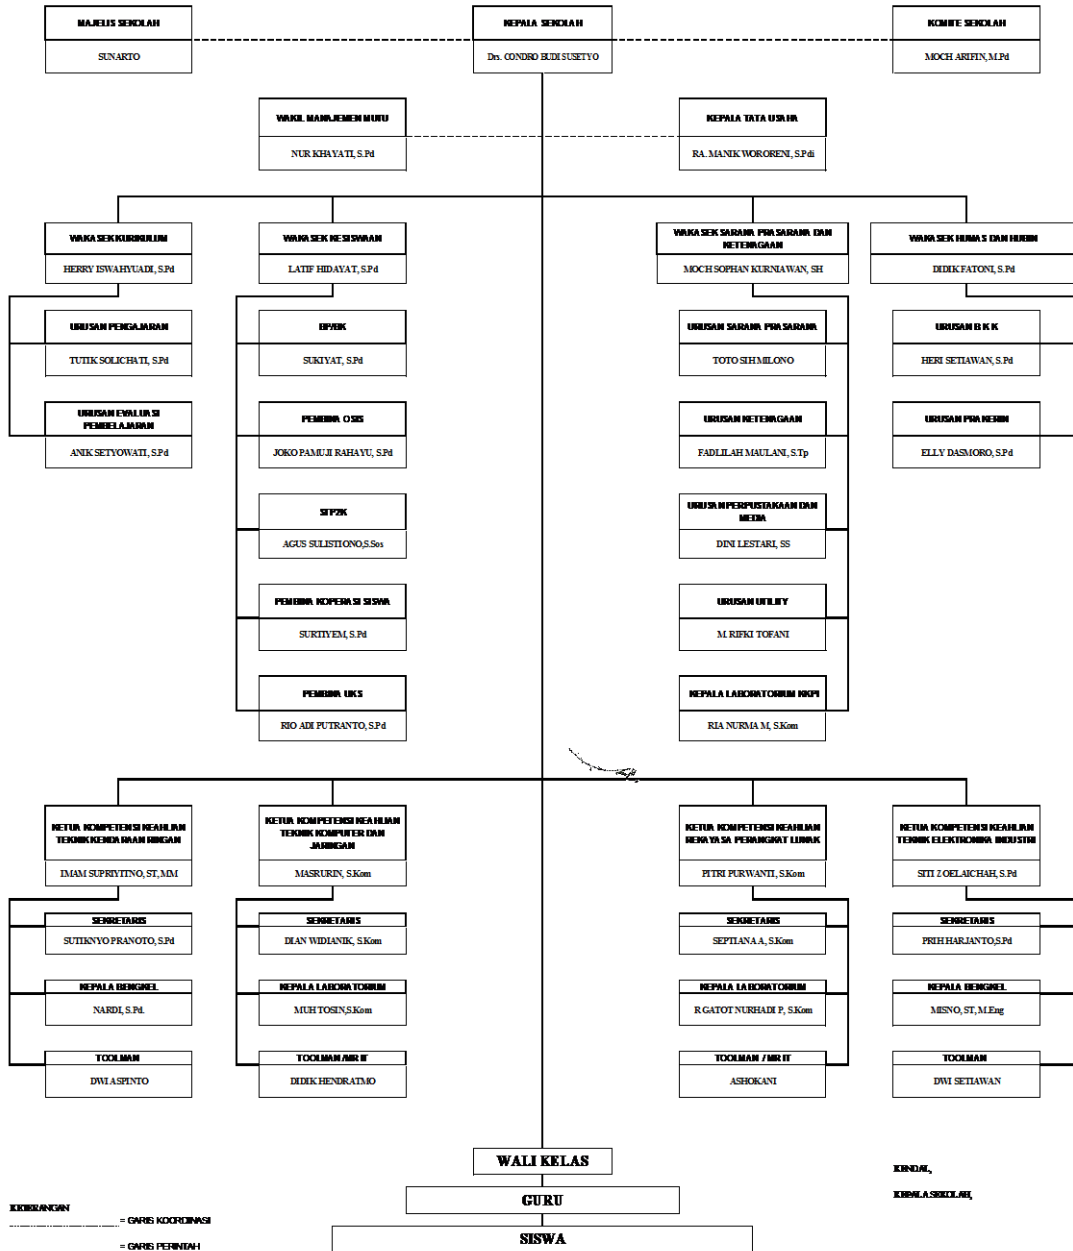 MAJELIS SEKOLAH
SUNARTO
KEPALA SEKOLAH
Drs. CONDRO BUDI SUSETYO
KOMITE SEKOLAH
MOCH ARIFIN, M.Pd
WAKIL MANAJEMEN MUTU
NUR KHAYATI, S.Pd
KEPALA TATA USAHA
RA. MANIK WORORENI, S.Pdi
WAKASEK KURIKULUM
HERRY ISWAHYUADI, S.Pd
WAKASEK KESISWAAN
LATIF HIDAYAT, S.Pd
WAKASEK SARANA PRASARANA DAN
KETENAGAAN
MOCH SOPHAN KURNIAWAN, SH
WAKASEK HUMAS DAN HUBIN
DIDIK FATONI, S.Pd
URUSAN PENGAJARAN
TUTIK SOLICHATI, S.Pd
BP/BK
SUKIYAT, S.Pd
URUSAN SARANA PRASARANA
TOTO SIH MILONO
URUSAN B K K
HERI SETIAWAN, S.Pd
URUSAN EVALUASI
PEMBELAJARAN
ANIK SETYOWATI, S.Pd
PEMBINA OSIS
JOKO PAMUJI RAHAYU, S.Pd
URUSAN KETENAGAAN
FADLILAH MAULANI, S.Tp
URUSAN PRAKERIN
ELLY DASMORO, S.Pd
STP2K
AGUS SULISTIONO,S.Sos
URUSAN PERPUSTAKAAN DAN
MEDIA
DINI LESTARI, SS
PEMBINA KOPERASI SISWA
SURTIYEM, S.Pd
URUSAN UTILITY
M. RIFKI TOFANI
PEMBINA UKS
RIO ADI PUTRANTO, S.Pd
KEPALA LABORATORIUM KKPI
RIA NURMA M, S.Kom
KETUA KOMPETENSI KEAHLIAN
TEKNIK KENDARAAN RINGAN
IMAM SUPRIYITNO, ST, MM
KETUA KOMPETENSI KEAHLIAN
TEKNIK KOMPUTER DAN
JARINGAN
MASRURIN, S.Kom
KETUA KOMPETENSI KEAHLIAN
REKAYASA PERANGKAT LUNAK
PITRI PURWANTI, S.Kom
KETUA KOMPETENSI KEAHLIAN
TEKNIK ELEKTRONIKA INDUSTRI
SITI ZOELAICHAH, S.Pd
SEKRETARIS
SUTIKNYO PRANOTO, S.Pd
SEKRETARIS
DIAN WIDIANIK, S.Kom
SEKRETARIS
SEPTIANA A, S.Kom
SEKRETARIS
PRIH HARJANTO,S.Pd
KEPALA BENGKEL
NARDI, S.Pd.
KEPALA LABORATORIUM
MUH TOSIN,S.Kom
KEPALA LABORATORIUM
R GATOT NURHADI P, S.Kom
KEPALA BENGKEL
MISNO, ST, M.Eng
TOOLMAN
DWI ASPINTO
TOOLMAN /MR IT
DIDIK HENDRATMO
TOOLMAN / MR IT
ASHOKANI
TOOLMAN
DWI SETIAWAN
WALI KELAS
GURU
SISWA
KENDAL,
KEPALA SEKOLAH,
KETERANGAN
= GARIS KOORDINASI
= GARIS PERINTAH